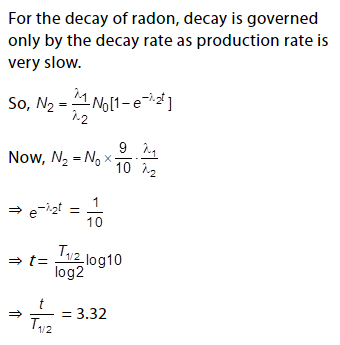 For the decay of radon, decay is governed
only by the decay rate as production rate is
very slow.
So, N₂ = λ₁/λ₂ N₀[1−e^(−λ₂t)]
Now, N₂ = N₀ × 9/10 · λ₁/λ₂
⇒ e^(−λ₂t) = 1/10
⇒ t = T₁/₂/log2 log10
⇒ t/T₁/₂ = 3.32